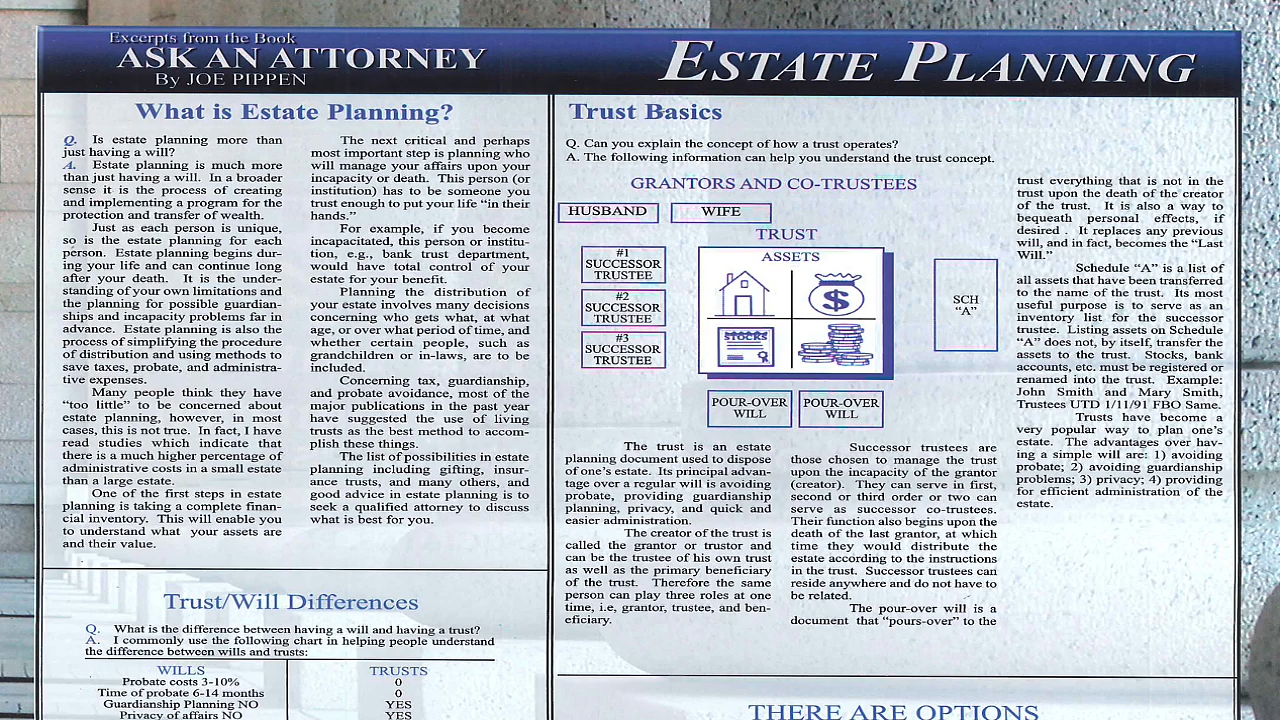 Excerpts from the Book
ASK AN ATTORNEY
By JOE PIPPEN
ESTATE PLANNING
What is Estate Planning?
Q. Is estate planning more than
just having a will?
A. Estate planning is much more
than just having a will. In a broader
sense it is the process of creating
and implementing a program for the
protection and transfer of wealth.
Just as each person is unique,
so is the estate planning for each
person. Estate planning begins dur-
ing your life and can continue long
after your death. It is the under-
standing of your own limitations and
the planning for possible guardian-
ships and incapacity problems far in
advance. Estate planning is also the
process of simplifying the procedure
of distribution and using methods to
save taxes, probate, and administra-
tive expenses.
Many people think they have
“too little” to be concerned about
estate planning, however, in most
cases, this is not true. In fact, I have
read studies which indicate that
there is a much higher percentage of
administrative costs in a small estate
than a large estate.
One of the first steps in estate
planning is taking a complete finan-
cial inventory. This will enable you
to understand what your assets are
and their value.
The next critical and perhaps
most important step is planning who
will manage your affairs upon your
incapacity or death. This person (or
institution) has to be someone you
trust enough to put your life “in their
hands.”
For example, if you become
incapacitated, this person or institu-
tion, e.g., bank trust department,
would have total control of your
estate for your benefit.
Planning the distribution of
your estate involves many decisions
concerning who gets what, at what
age, or over what period of time, and
whether certain people, such as
grandchildren or in-laws, are to be
included.
Concerning tax, guardianship,
and probate avoidance, most of the
major publications in the past year
have suggested the use of living
trusts as the best method to accom-
plish these things.
The list of possibilities in estate
planning including gifting, insur-
ance trusts, and many others, and
good advice in estate planning is to
seek a qualified attorney to discuss
what is best for you.
Trust/Will Differences
Q. What is the difference between having a will and having a trust?
A. I commonly use the following chart in helping people understand
the difference between wills and trusts:
WILLS TRUSTS
Probate costs 3-10% 0
Time of probate 6-14 months 0
Guardianship Planning NO YES
Privacy of affairs NO YES
Trust Basics
Q. Can you explain the concept of how a trust operates?
A. The following information can help you understand the trust concept.
GRANTORS AND CO-TRUSTEES
HUSBAND WIFE
TRUST
ASSETS
#1
SUCCESSOR
TRUSTEE
#2
SUCCESSOR
TRUSTEE
#3
SUCCESSOR
TRUSTEE
$
STOCKS
SCH
“A”
POUR-OVER
WILL
POUR-OVER
WILL
The trust is an estate
planning document used to dispose
of one’s estate. Its principal advan-
tage over a regular will is avoiding
probate, providing guardianship
planning, privacy, and quick and
easier administration.
The creator of the trust is
called the grantor or trustor and
can be the trustee of his own trust
as well as the primary beneficiary
of the trust. Therefore the same
person can play three roles at one
time, i.e, grantor, trustee, and ben-
eficiary.
Successor trustees are
those chosen to manage the trust
upon the incapacity of the grantor
(creator). They can serve in first,
second or third order or two can
serve as successor co-trustees.
Their function also begins upon the
death of the last grantor, at which
time they would distribute the
estate according to the instructions
in the trust. Successor trustees can
reside anywhere and do not have to
be related.
The pour-over will is a
document that “pours-over” to the
trust everything that is not in the
trust upon the death of the creator
of the trust. It is also a way to
bequeath personal effects, if
desired . It replaces any previous
will, and in fact, becomes the “Last
Will.”
Schedule “A” is a list of
all assets that have been transferred
to the name of the trust. Its most
useful purpose is to serve as an
inventory list for the successor
trustee. Listing assets on Schedule
“A” does not, by itself, transfer the
assets to the trust. Stocks, bank
accounts, etc. must be registered or
renamed into the trust. Example:
John Smith and Mary Smith,
Trustees UTD 1/11/91 FBO Same.
Trusts have become a
very popular way to plan one’s
estate. The advantages over hav-
ing a simple will are: 1) avoiding
probate; 2) avoiding guardianship
problems; 3) privacy; 4) providing
for efficient administration of the
estate.
THERE ARE OPTIONS